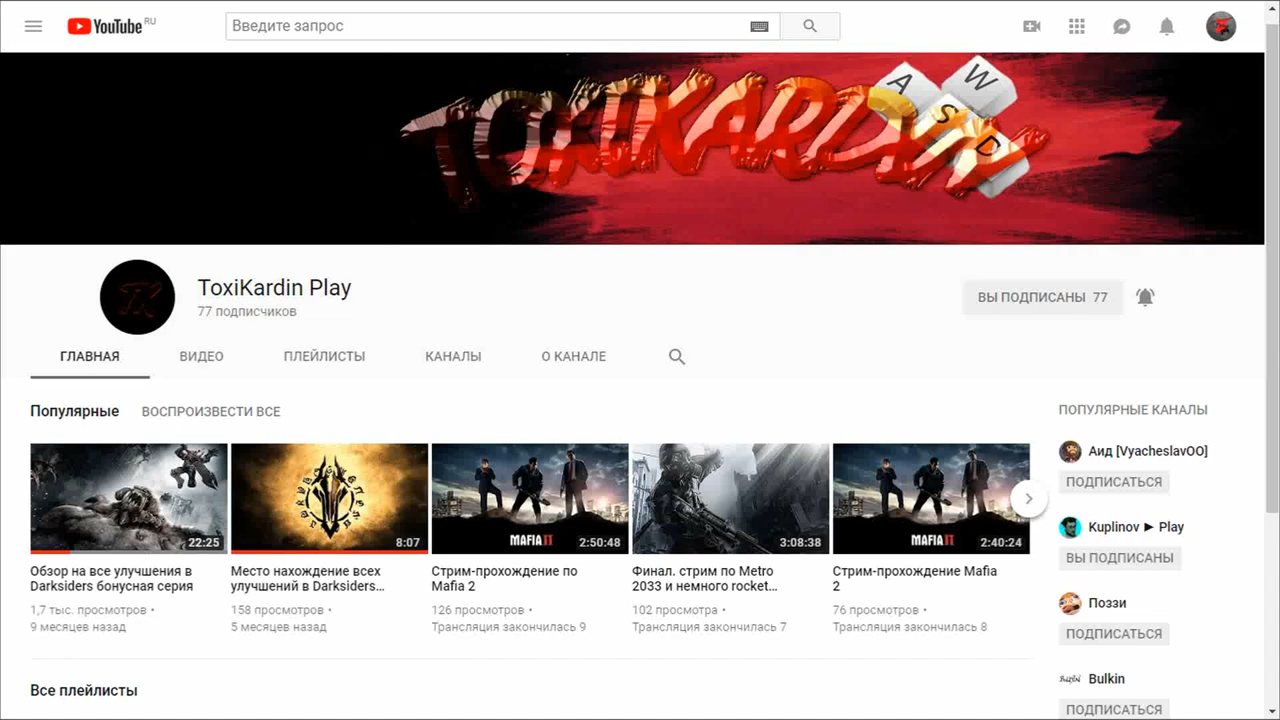 YouTube RU
Введите запрос
TOXIKARDIN
W
A
S
D
TK
ToxiKardin Play
77 подписчиков
ВЫ ПОДПИСАНЫ 77
ГЛАВНАЯ ВИДЕО ПЛЕЙЛИСТЫ КАНАЛЫ О КАНАЛЕ
Популярные ВОСПРОИЗВЕСТИ ВСЕ
22:25
8:07
MAFIA II
2:50:48
3:08:38
MAFIA II
2:40:24
Обзор на все улучшения в
Darksiders бонусная серия
1,7 тыс. просмотров •
9 месяцев назад
Место нахождение всех
улучшений в Darksiders...
158 просмотров •
5 месяцев назад
Стрим-прохождение по
Mafia 2
126 просмотров •
Трансляция закончилась 9
Финал. стрим по Metro
2033 и немного rocket...
102 просмотра •
Трансляция закончилась 7
Стрим-прохождение Mafia
2
76 просмотров •
Трансляция закончилась 8
Все плейлисты
ПОПУЛЯРНЫЕ КАНАЛЫ
Аид [VyacheslavOO]
ПОДПИСАТЬСЯ
Kuplinov ► Play
ВЫ ПОДПИСАНЫ
Поззи
ПОДПИСАТЬСЯ
Bulkin
ПОДПИСАТЬСЯ